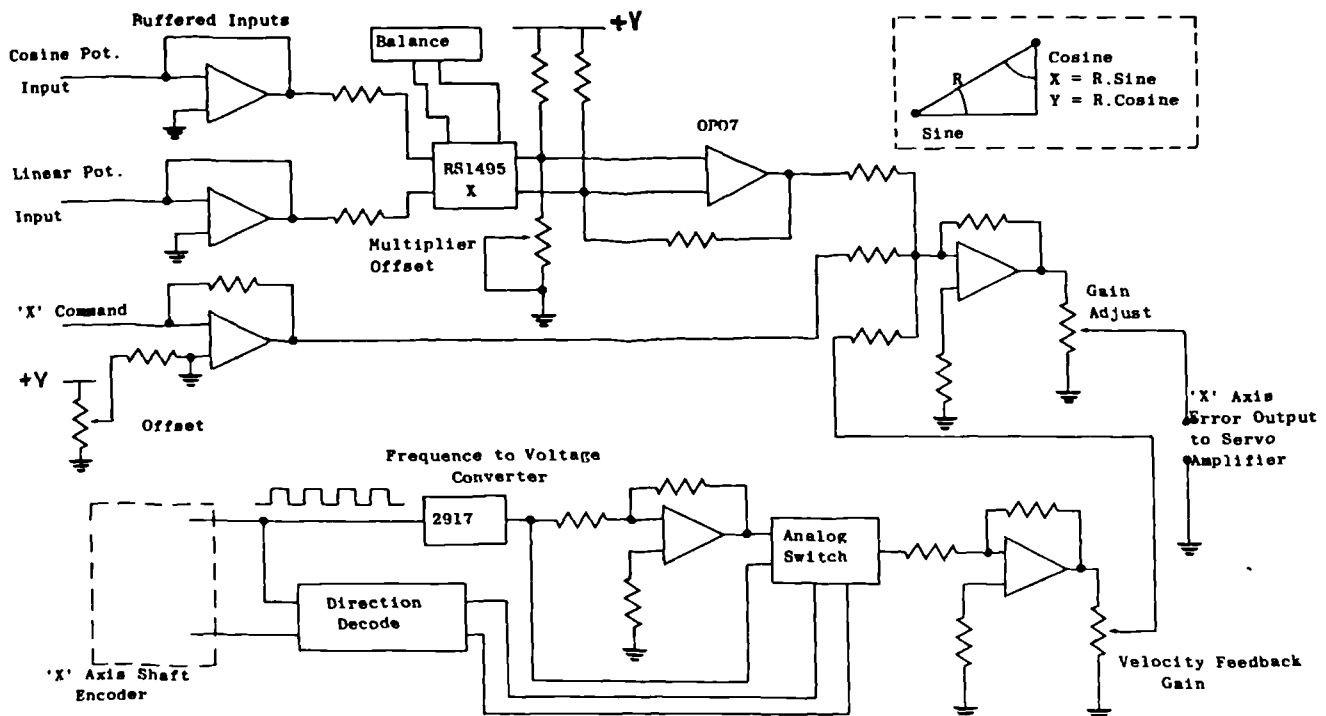 Ruffered Inputs
Cosine Pot.
Input
Balance
+Y
Cosine
X = R.Sine
Y = R.Cosine
R
Sine
OPO7
Linear Pot.
Input
RS1495
X
Multiplier
Offset
'X' Command
Gain
Adjust
+Y
Offset
'X' Axis
Error Output
to Servo
Amplifier
Frequence to Voltage
Converter
2917
Analog
Switch
Direction
Decode
'X' Axis Shaft
Encoder
Velocity Feedback
Gain